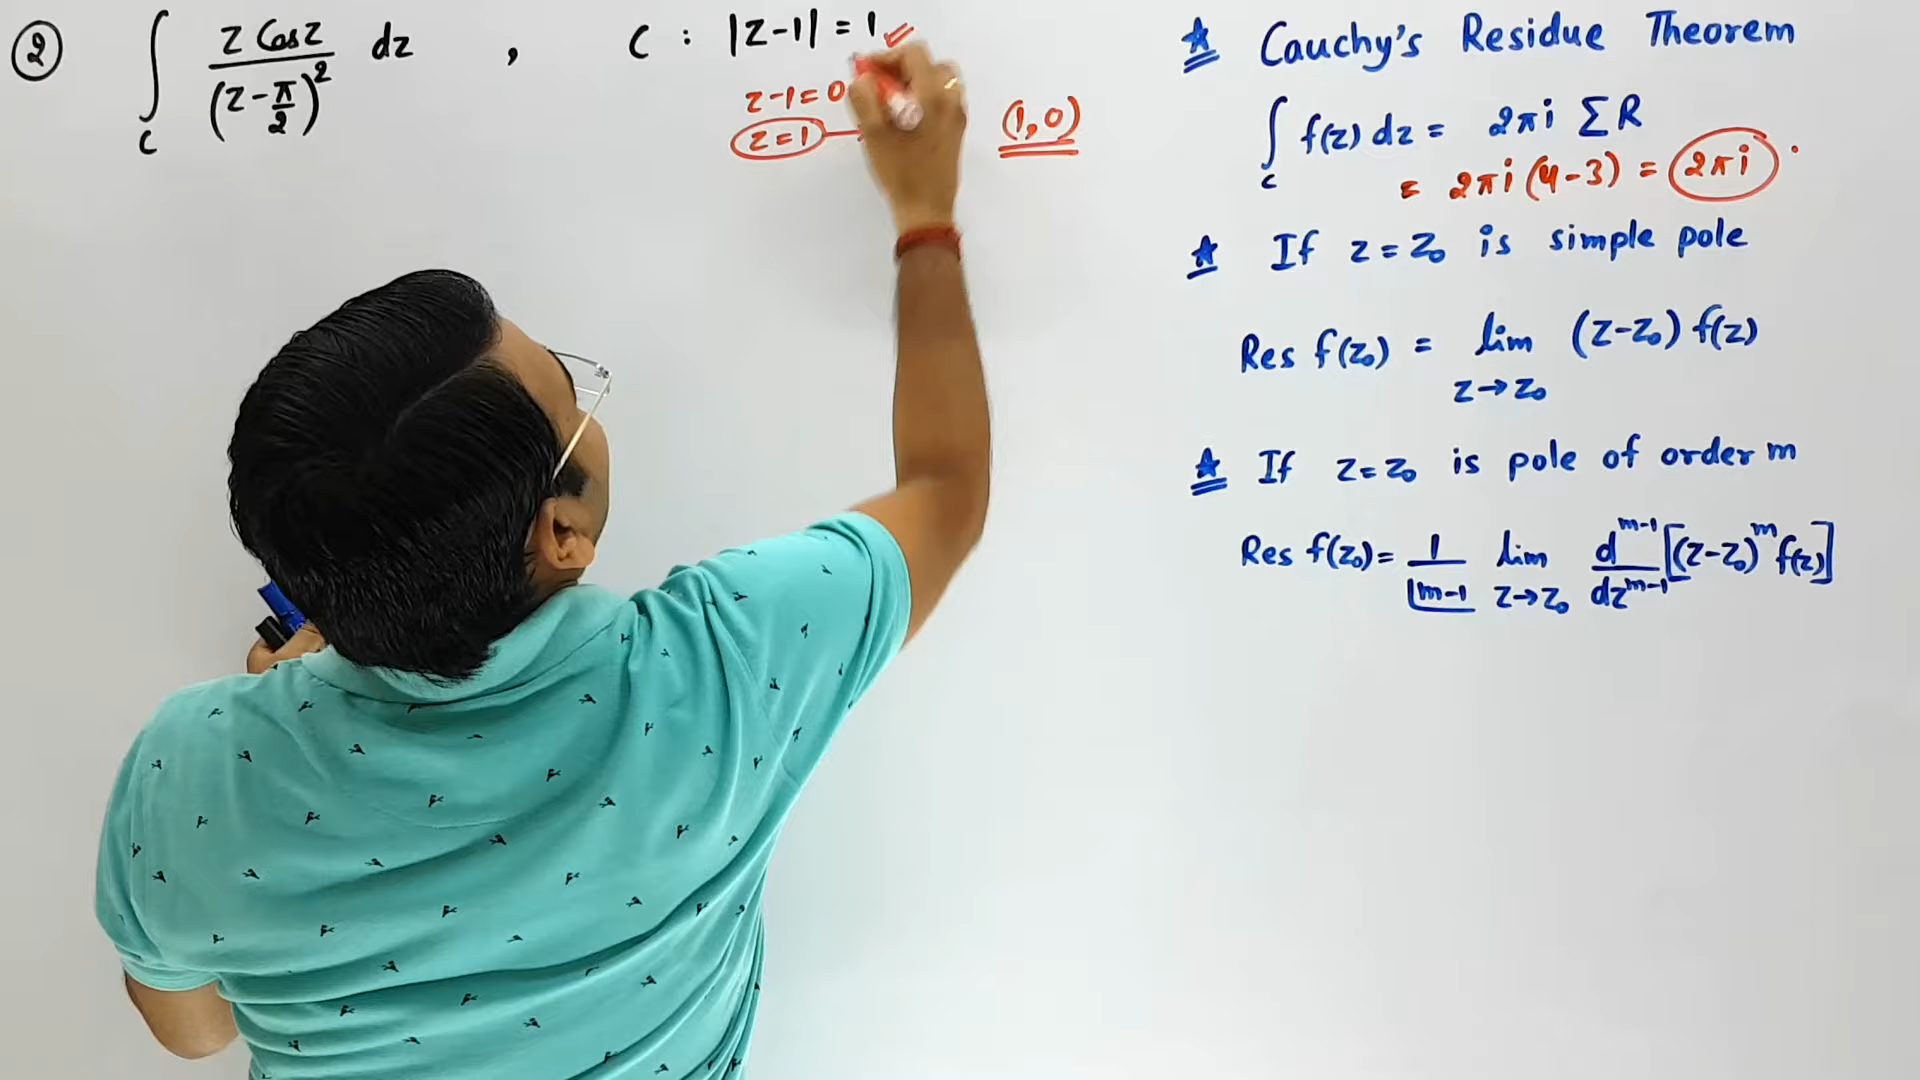 ② ∫_C (z Cos z)/(z-π/2)² dz , C : |z-1| = 1
z-1=0
z=1 → (1,0)
* Cauchy's Residue Theorem
∫_C f(z) dz = 2πi ΣR
= 2πi (4-3) = 2πi
* If z=z₀ is simple pole
Res f(z₀) = lim_{z→z₀} (z-z₀) f(z)
* If z=z₀ is pole of order m
Res f(z₀) = 1/⌊m-1 lim_{z→z₀} d^{m-1}/dz^{m-1} [(z-z₀)^m f(z)]